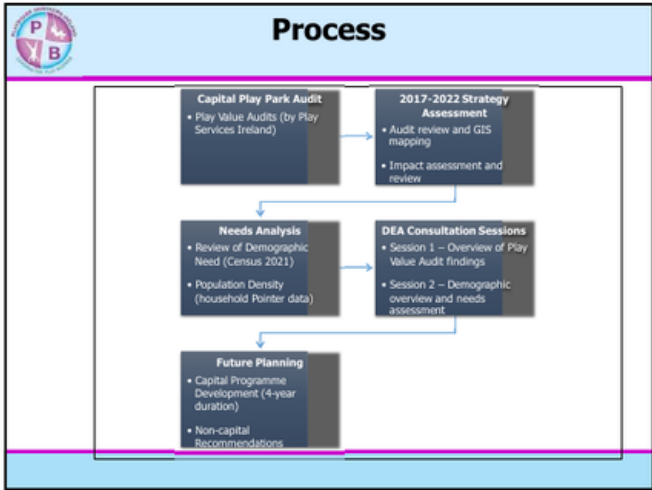 Process
P
B
Capital Play Park Audit
• Play Value Audits (by Play
Services Ireland)
2017-2022 Strategy
Assessment
• Audit review and GIS
mapping
• Impact assessment and
review
Needs Analysis
• Review of Demographic
Need (Census 2021)
• Population Density
(household Pointer data)
DEA Consultation Sessions
• Session 1 – Overview of Play
Value Audit findings
• Session 2 – Demographic
overview and needs
assessment
Future Planning
• Capital Programme
Development (4-year
duration)
• Non-capital
Recommendations